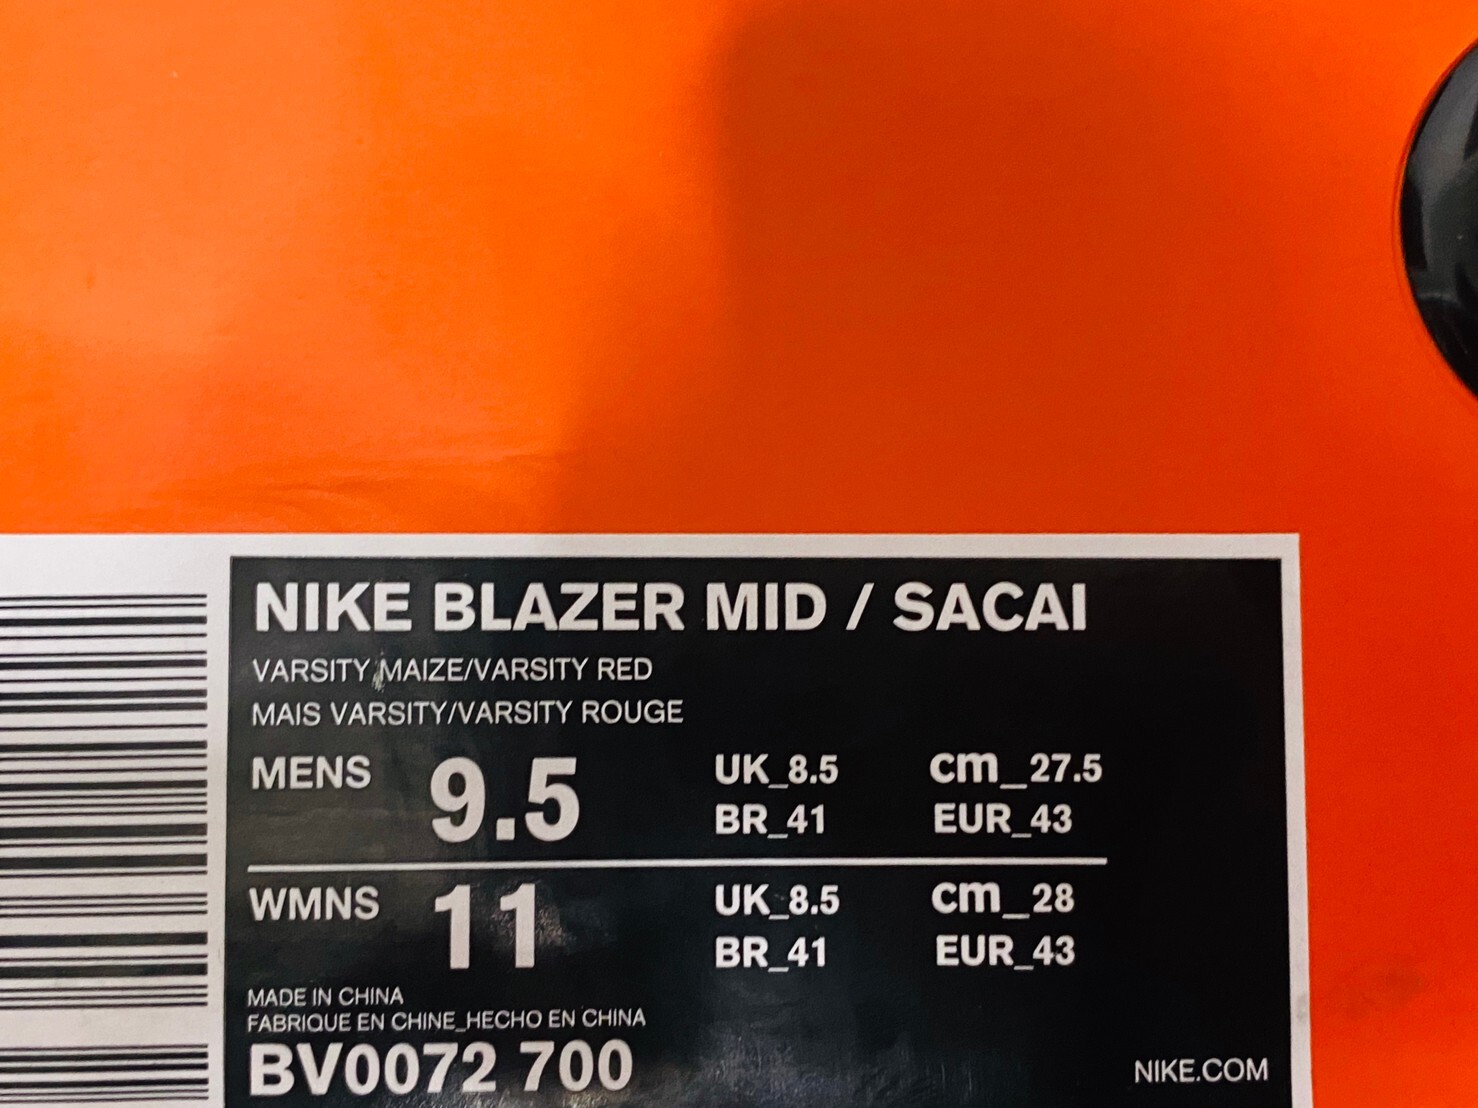 NIKE BLAZER MID / SACAI
VARSITY MAIZE/VARSITY RED
MAIS VARSITY/VARSITY ROUGE
MENS 9.5 UK_8.5 cm_27.5
BR_41 EUR_43
WMNS 11 UK_8.5 cm_28
BR_41 EUR_43
MADE IN CHINA
FABRIQUE EN CHINE_HECHO EN CHINA
BV0072 700 NIKE.COM